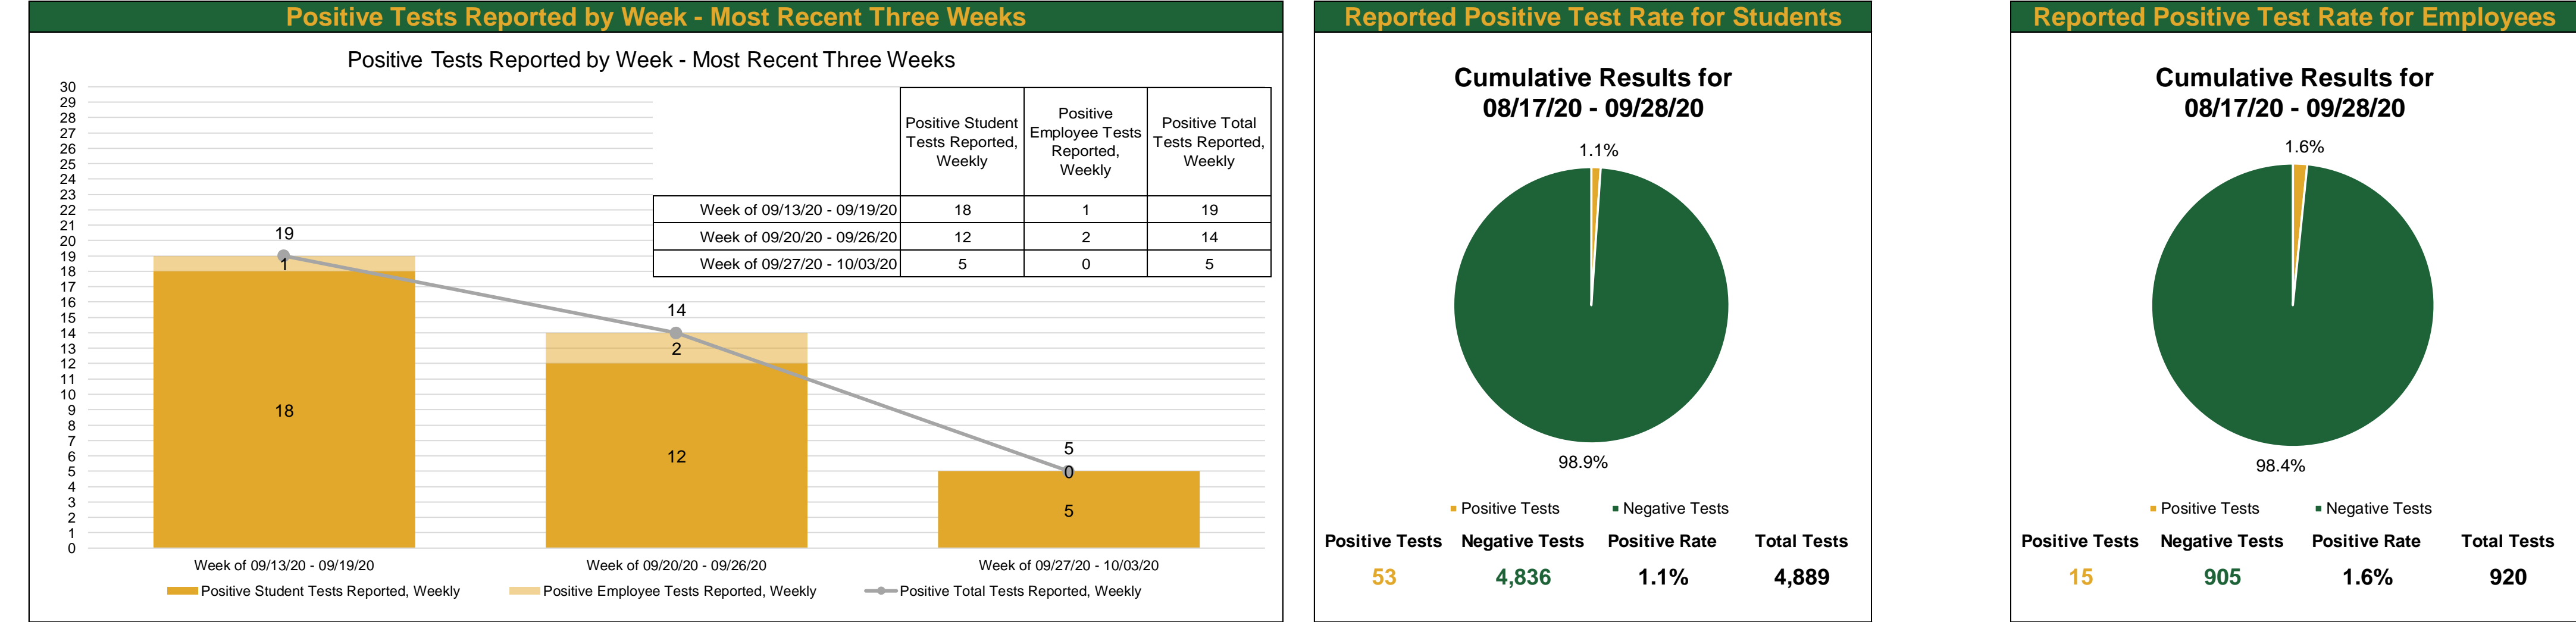 Positive Tests Reported by Week - Most Recent Three Weeks
Positive Tests Reported by Week - Most Recent Three Weeks
30
29
28
27
26
25
24
23
22
21
20
19
18
17
16
15
14
13
12
11
10
9
8
7
6
5
4
3
2
1
0
Positive Student Tests Reported, Weekly
Positive Employee Tests Reported, Weekly
Positive Total Tests Reported, Weekly
Week of 09/13/20 - 09/19/20 18 1 19
Week of 09/20/20 - 09/26/20 12 2 14
Week of 09/27/20 - 10/03/20 5 0 5
19
1
18
14
2
12
5
0
5
Week of 09/13/20 - 09/19/20 Week of 09/20/20 - 09/26/20 Week of 09/27/20 - 10/03/20
Positive Student Tests Reported, Weekly Positive Employee Tests Reported, Weekly Positive Total Tests Reported, Weekly
Reported Positive Test Rate for Students
Cumulative Results for
08/17/20 - 09/28/20
1.1%
98.9%
Positive Tests Negative Tests
Positive Tests Negative Tests Positive Rate Total Tests
53 4,836 1.1% 4,889
Reported Positive Test Rate for Employees
Cumulative Results for
08/17/20 - 09/28/20
1.6%
98.4%
Positive Tests Negative Tests
Positive Tests Negative Tests Positive Rate Total Tests
15 905 1.6% 920